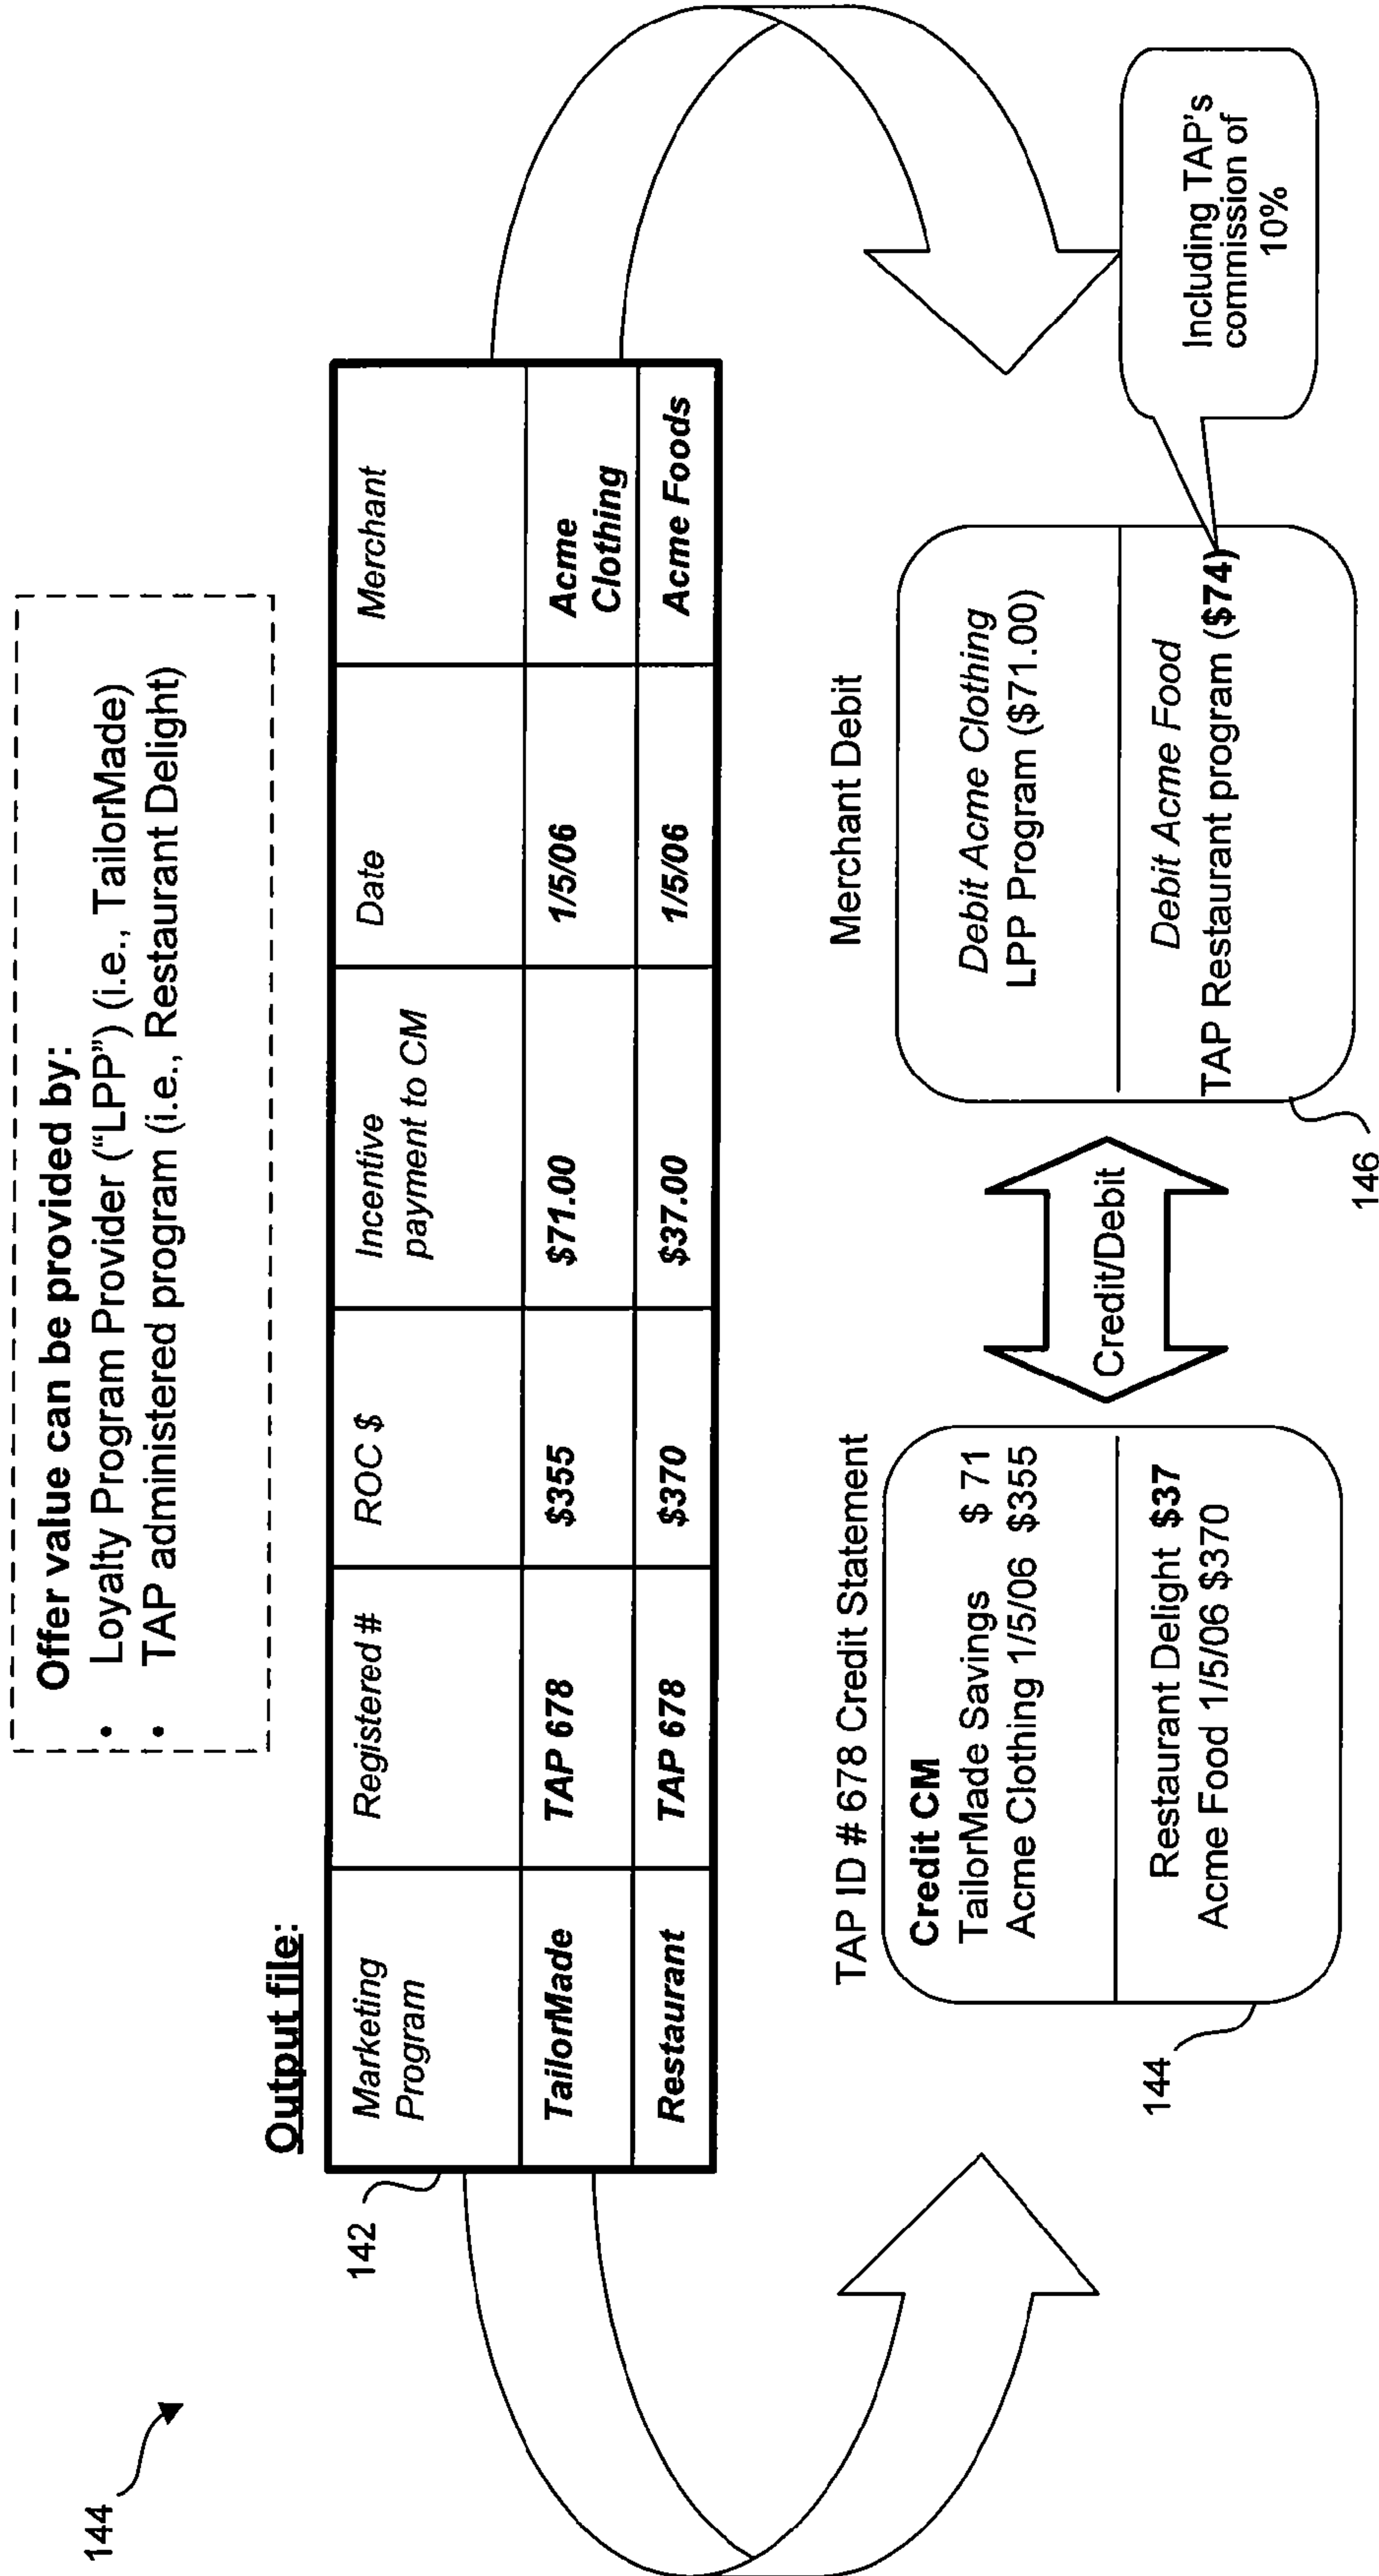 144
Offer value can be provided by:
• Loyalty Program Provider ("LPP") (i.e., TailorMade)
• TAP administered program (i.e., Restaurant Delight)
Output file:
142
Marketing Program
Registered #
ROC $
Incentive payment to CM
Date
Merchant
TailorMade
TAP 678
$355
$71.00
1/5/06
Acme Clothing
Restaurant
TAP 678
$370
$37.00
1/5/06
Acme Foods
TAP ID # 678 Credit Statement
Credit CM
TailorMade Savings $ 71
Acme Clothing 1/5/06 $355
Restaurant Delight $37
Acme Food 1/5/06 $370
144
Credit/Debit
Merchant Debit
Debit Acme Clothing
LPP Program ($71.00)
Debit Acme Food
TAP Restaurant program ($74)
146
Including TAP's
commission of
10%